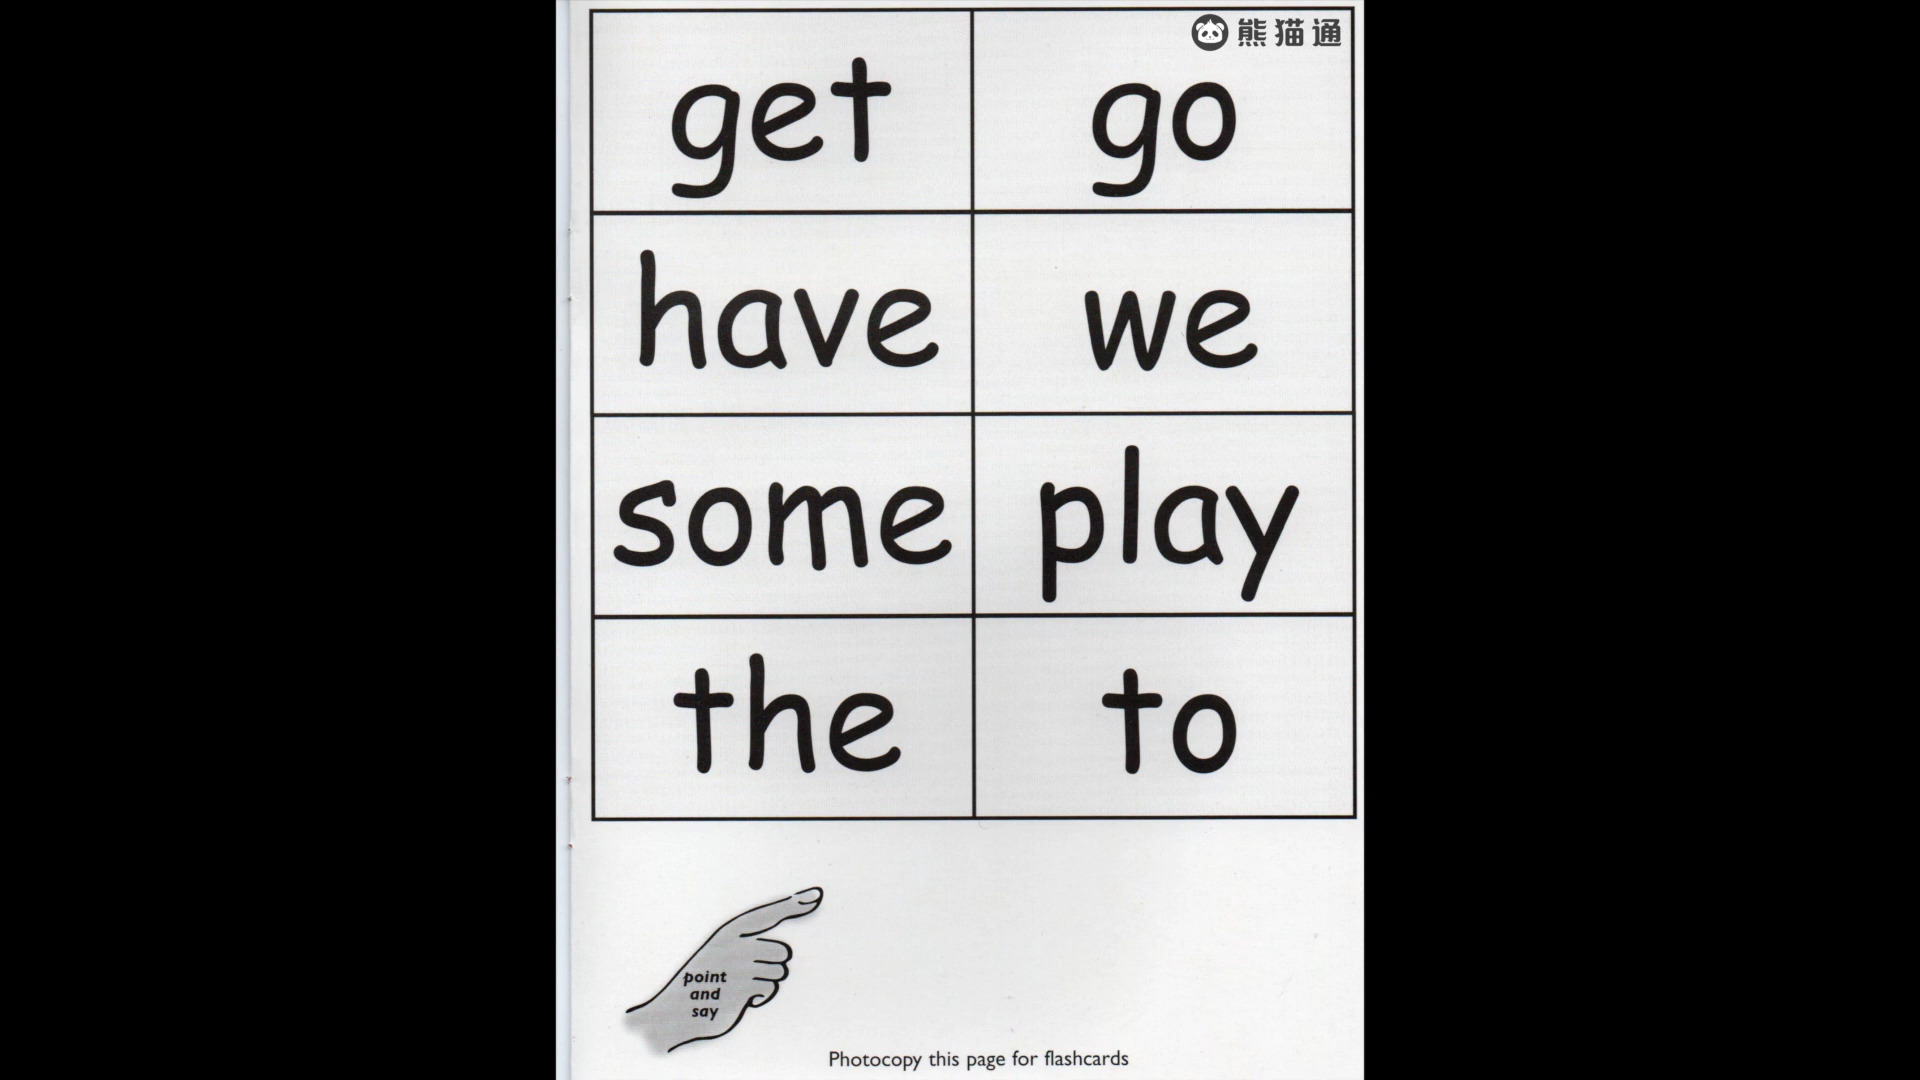 熊猫通
get go
have we
some play
the to
point
and
say
Photocopy this page for flashcards